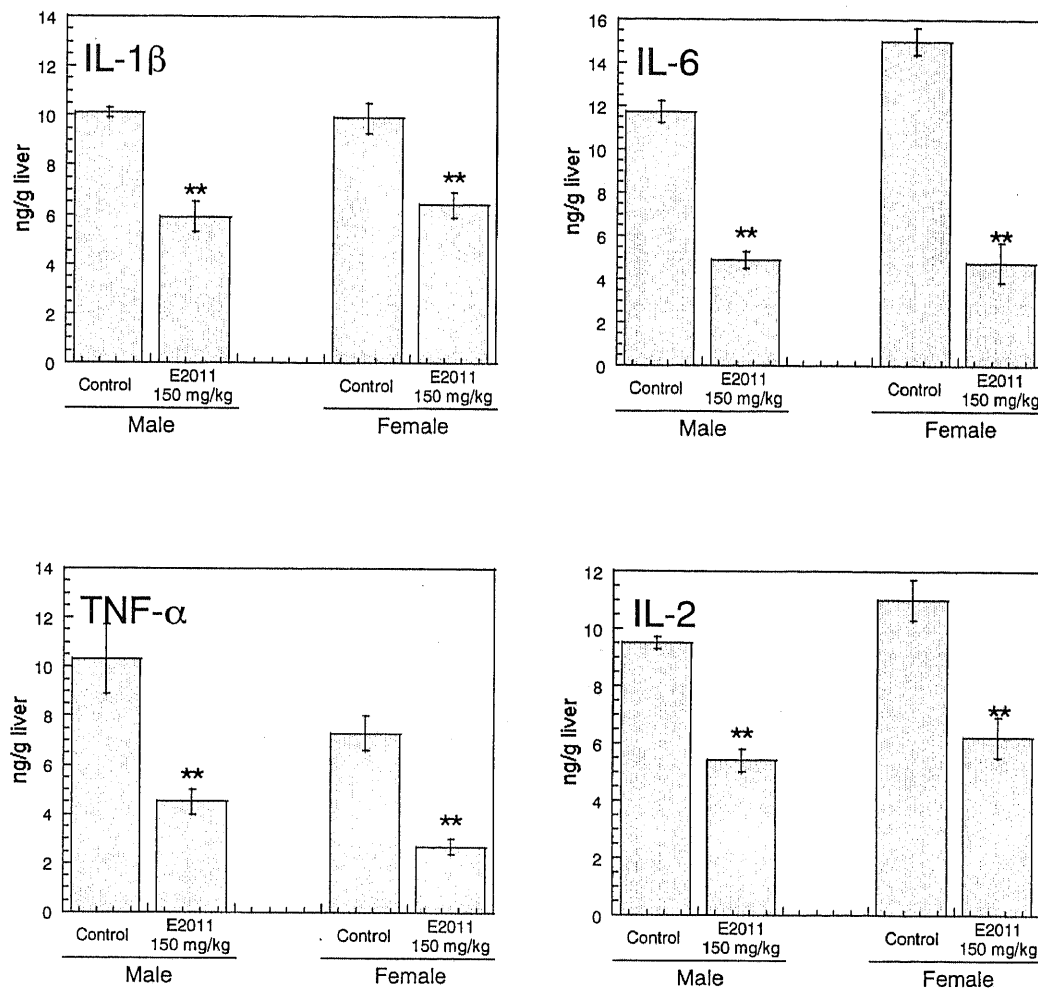 14
12
10
8
6
4
2
0
ng/g liver
IL-1β
**
**
Control
E2011
150 mg/kg
Control
E2011
150 mg/kg
Male
Female
16
14
12
10
8
6
4
2
0
ng/g liver
IL-6
**
**
Control
E2011
150 mg/kg
Control
E2011
150 mg/kg
Male
Female
14
12
10
8
6
4
2
0
ng/g liver
TNF-α
**
**
Control
E2011
150 mg/kg
Control
E2011
150 mg/kg
Male
Female
12
10
8
6
4
2
0
ng/g liver
IL-2
**
**
Control
E2011
150 mg/kg
Control
E2011
150 mg/kg
Male
Female